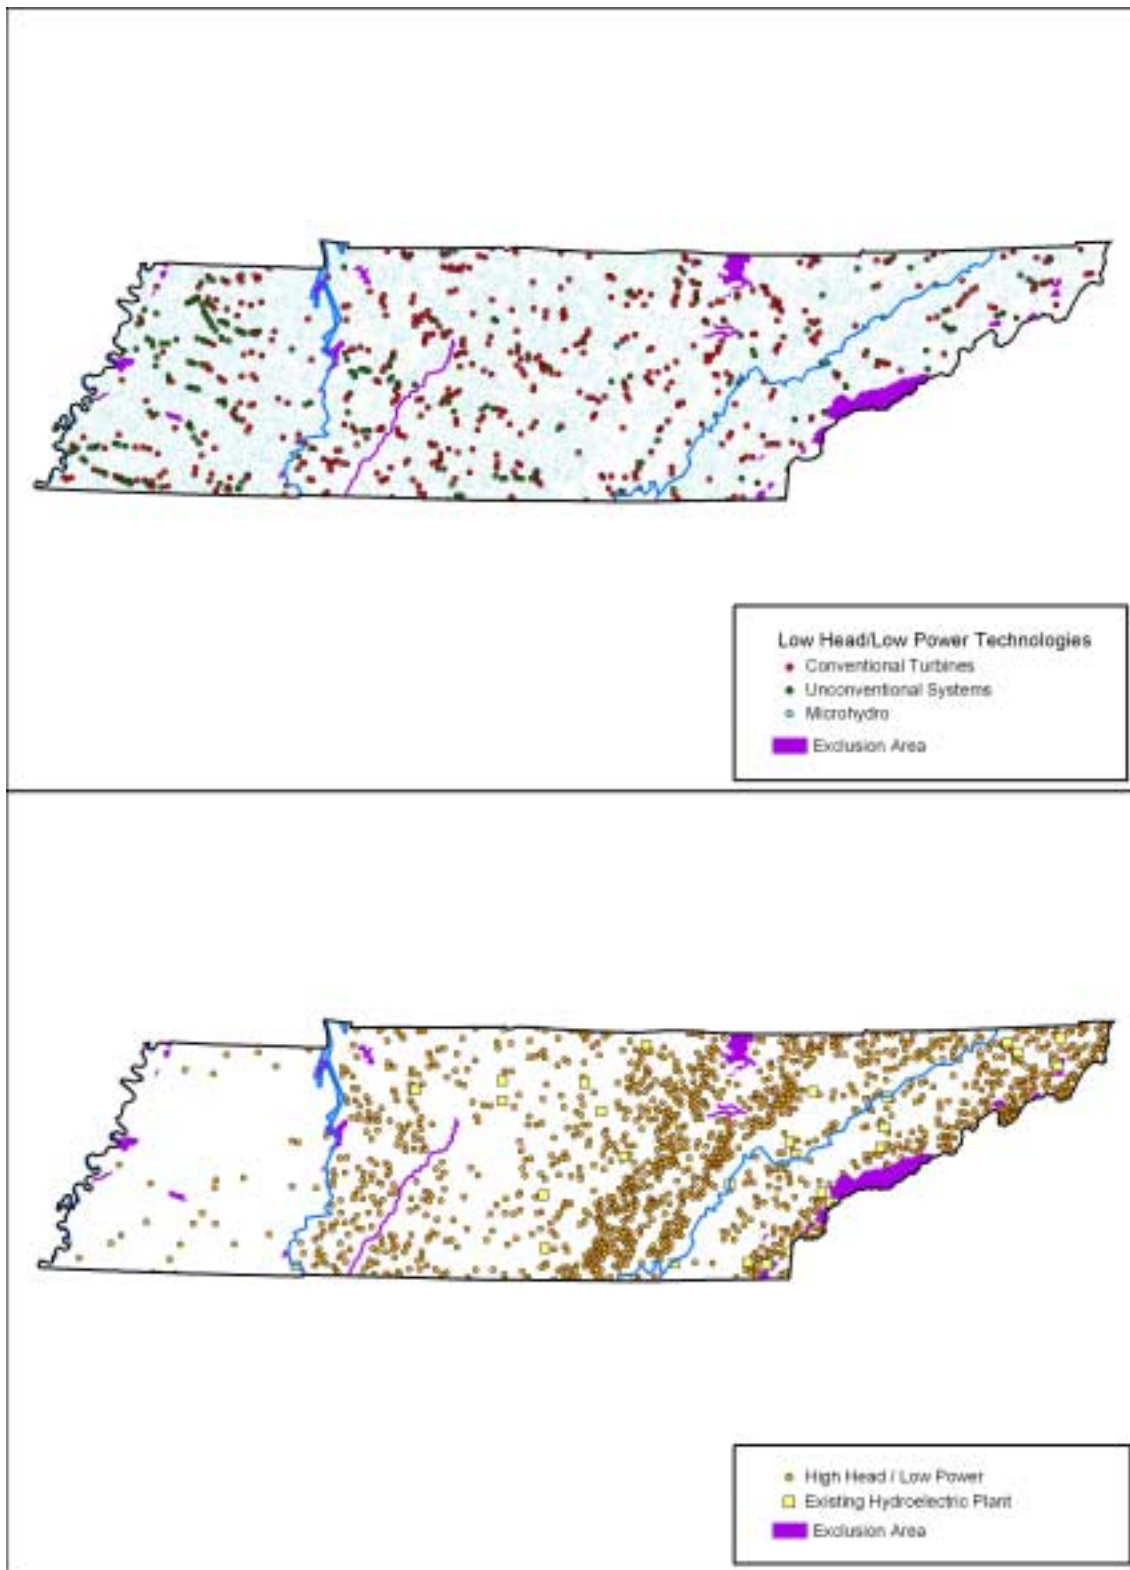 Low Head/Low Power Technologies
Conventional Turbines
Unconventional Systems
Microhydro
Exclusion Area
High Head / Low Power
Existing Hydroelectric Plant
Exclusion Area